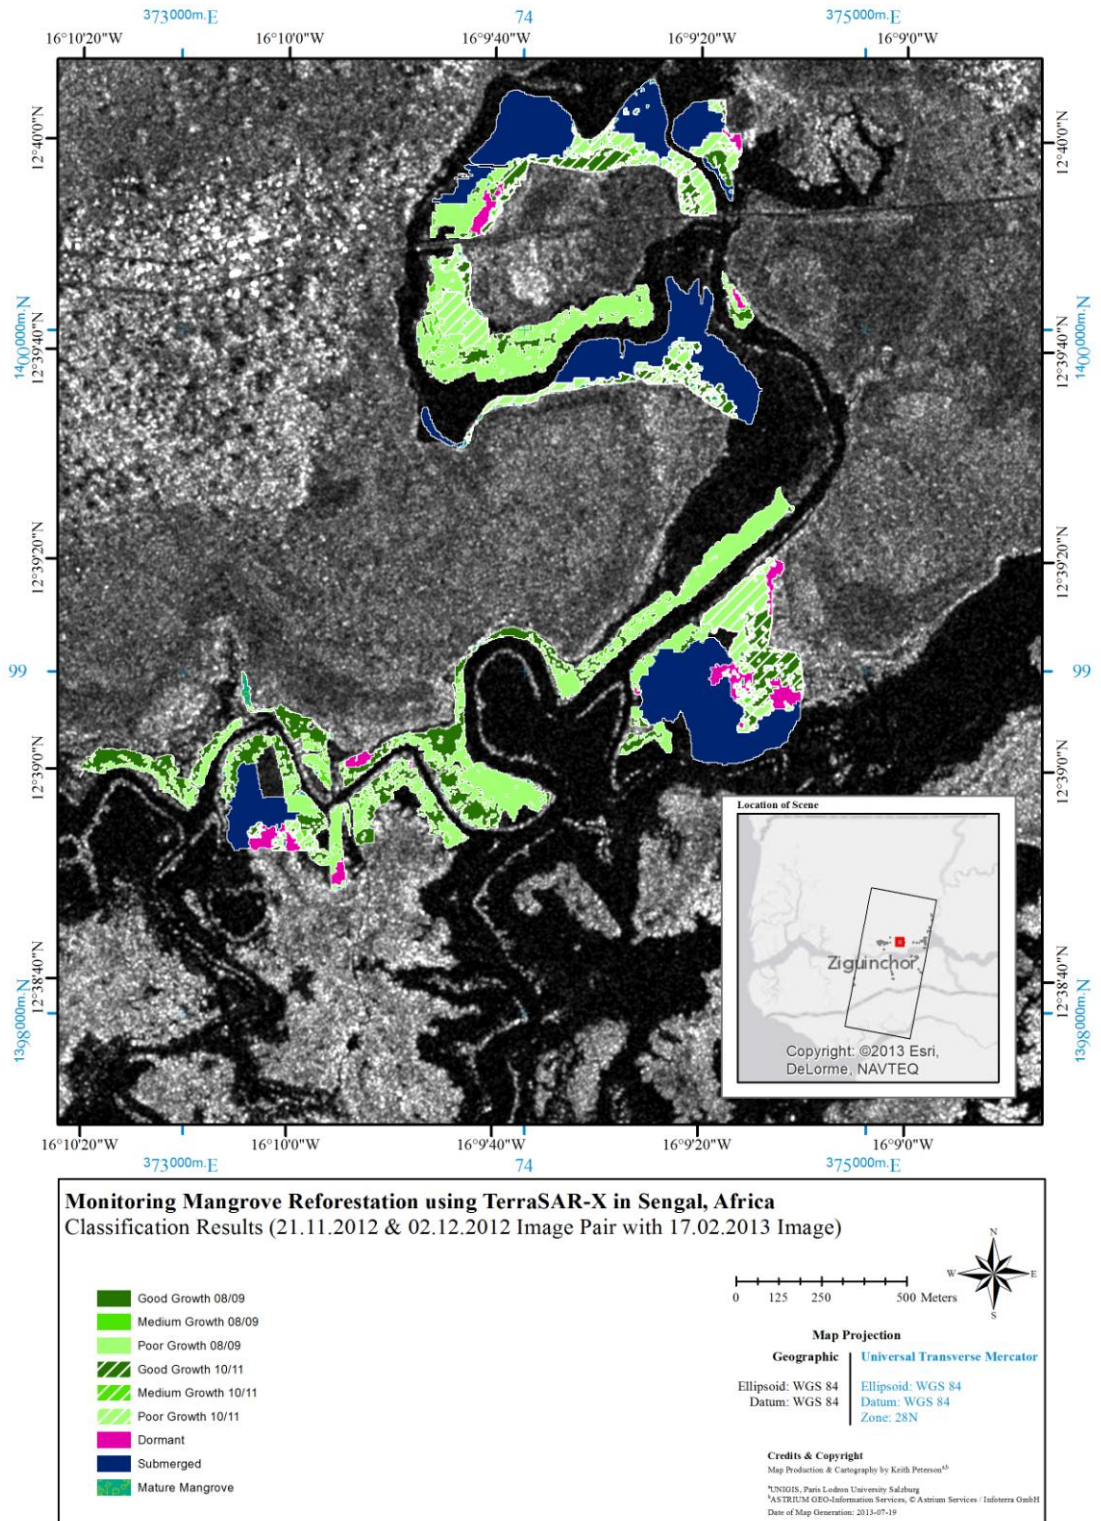 373000m.E 74 375000m.E
16°10'20"W 16°10'0"W 16°9'40"W 16°9'20"W 16°9'0"W
12°40'0"N 12°40'0"N
1400000m.N 1400000m.N
12°39'40"N 12°39'40"N
12°39'20"N 12°39'20"N
99 99
12°39'0"N 12°39'0"N
Location of Scene
Ziguinchor
Copyright: ©2013 Esri,
DeLorme, NAVTEQ
12°38'40"N 12°38'40"N
1398000m.N 1398000m.N
16°10'20"W 16°10'0"W 16°9'40"W 16°9'20"W 16°9'0"W
373000m.E 74 375000m.E
Monitoring Mangrove Reforestation using TerraSAR-X in Sengal, Africa
Classification Results (21.11.2012 & 02.12.2012 Image Pair with 17.02.2013 Image)
Good Growth 08/09
Medium Growth 08/09
Poor Growth 08/09
Good Growth 10/11
Medium Growth 10/11
Poor Growth 10/11
Dormant
Submerged
Mature Mangrove
N
W E
S
0 125 250 500 Meters
Map Projection
Geographic Universal Transverse Mercator
Ellipsoid: WGS 84 Ellipsoid: WGS 84
Datum: WGS 84 Datum: WGS 84
Zone: 28N
Credits & Copyright
Map Production & Cartography by Keith Peterson a,b
a UNIGIS, Paris Lodron University Salzburg
b ASTRIUM GEO-Information Services, © Astrium Services / Infoterra GmbH
Date of Map Generation: 2013-07-19